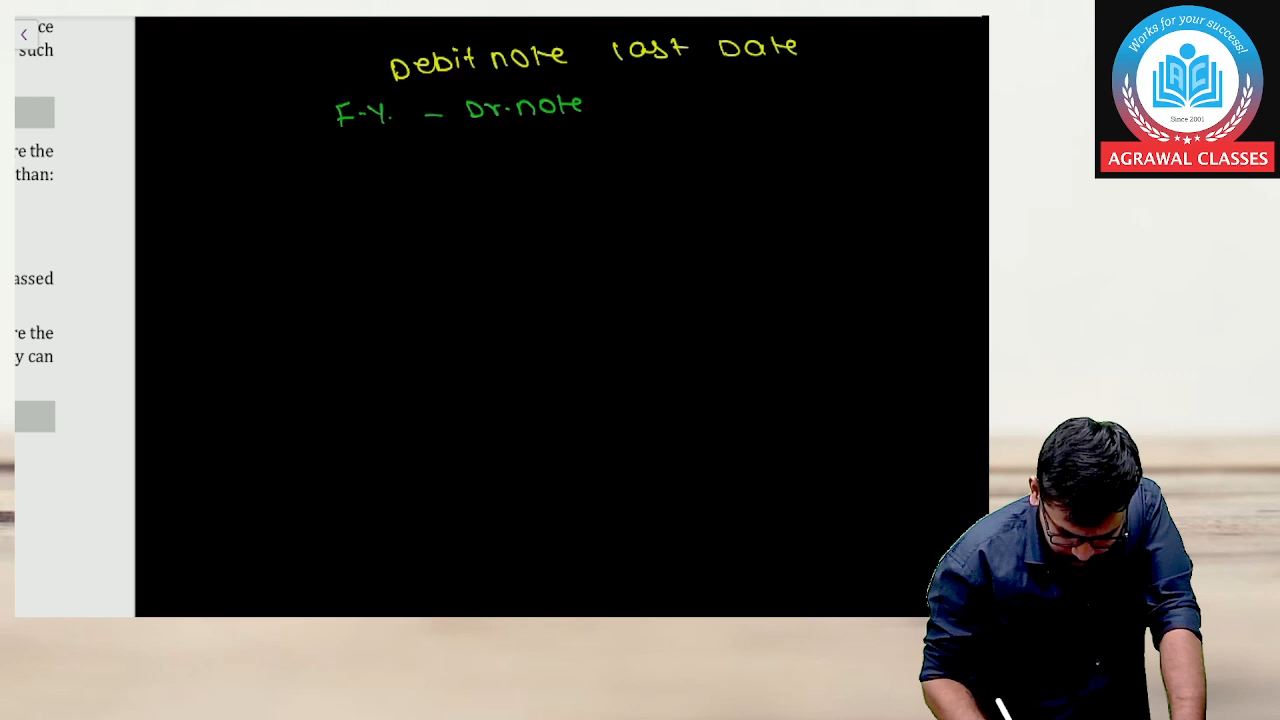 ce
such
re the
than:
assed
re the
y can
Debit note last Date
F.Y. - Dr. note
Works for your success!
AC
Since 2001
AGRAWAL CLASSES